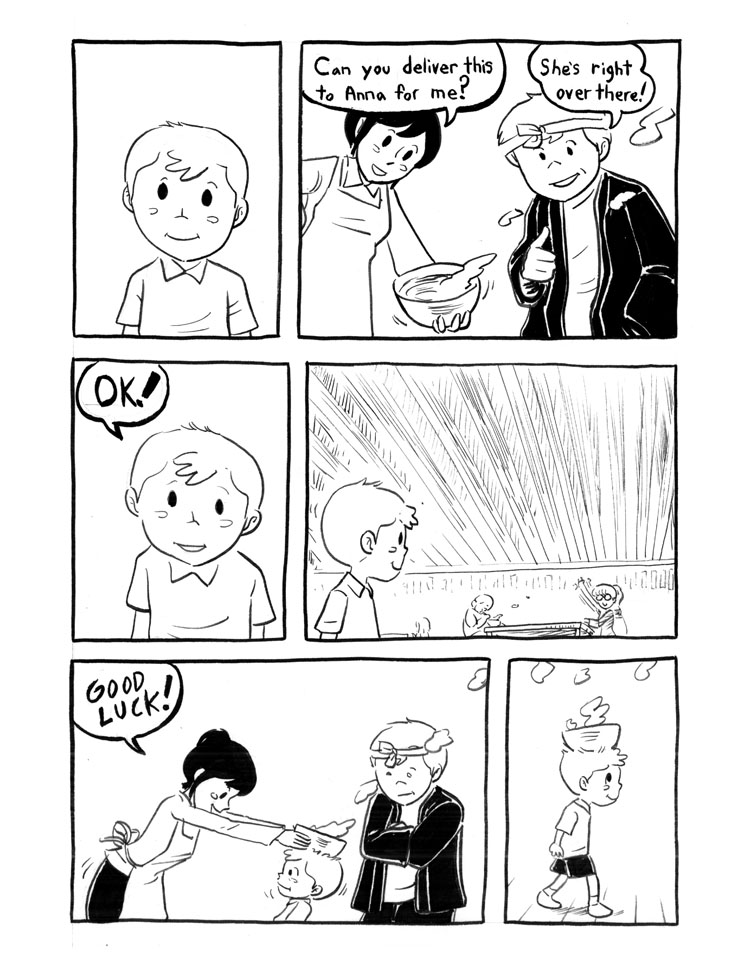 Can you deliver this
to Anna for me?
She's right
over there!
OK!
GOOD
LUCK!